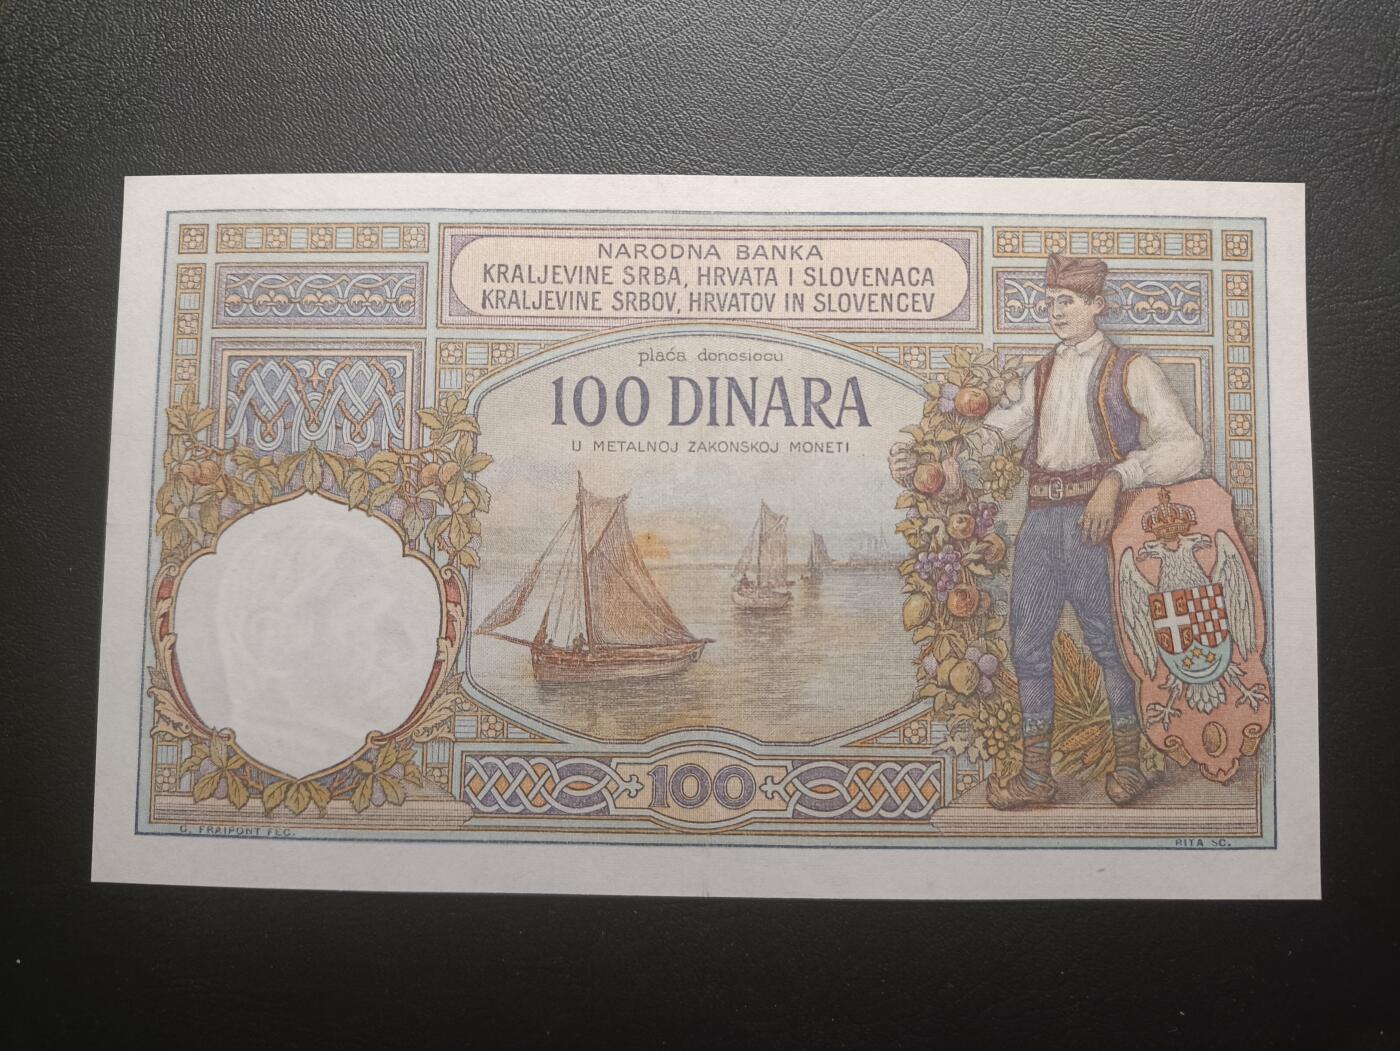 NARODNA BANKA
KRALJEVINE SRBA, HRVATA I SLOVENACA
KRALJEVINE SRBOV, HRVATOV IN SLOVENCEV
plaća donosiocu
100 DINARA
U METALNOJ ZAKONSKOJ MONETI
100
G. FRAIPONT FEC.
RITA SC.